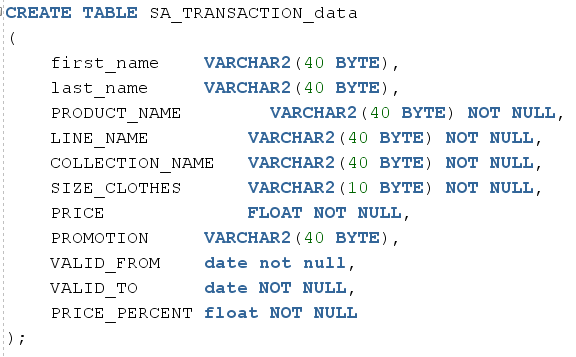 CREATE TABLE SA_TRANSACTION_data
(
first_name VARCHAR2(40 BYTE),
last_name VARCHAR2(40 BYTE),
PRODUCT_NAME VARCHAR2(40 BYTE) NOT NULL,
LINE_NAME VARCHAR2(40 BYTE) NOT NULL,
COLLECTION_NAME VARCHAR2(40 BYTE) NOT NULL,
SIZE_CLOTHES VARCHAR2(10 BYTE) NOT NULL,
PRICE FLOAT NOT NULL,
PROMOTION VARCHAR2(40 BYTE),
VALID_FROM date not null,
VALID_TO date NOT NULL,
PRICE_PERCENT float NOT NULL
);